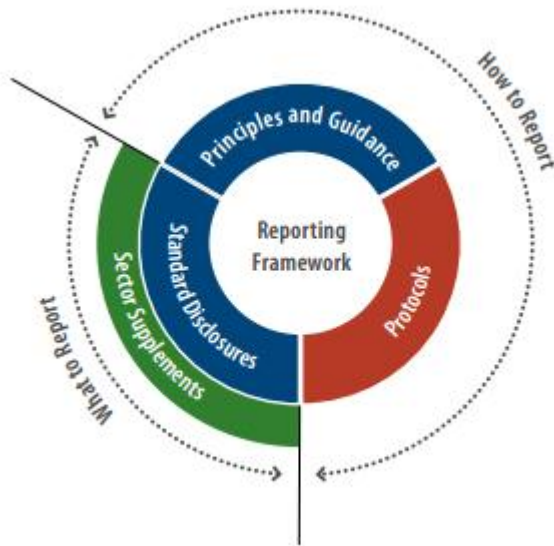 How to Report
Principles and Guidance
Reporting
Framework
Standard Disclosures
Sector Supplements
Protocols
What to Report